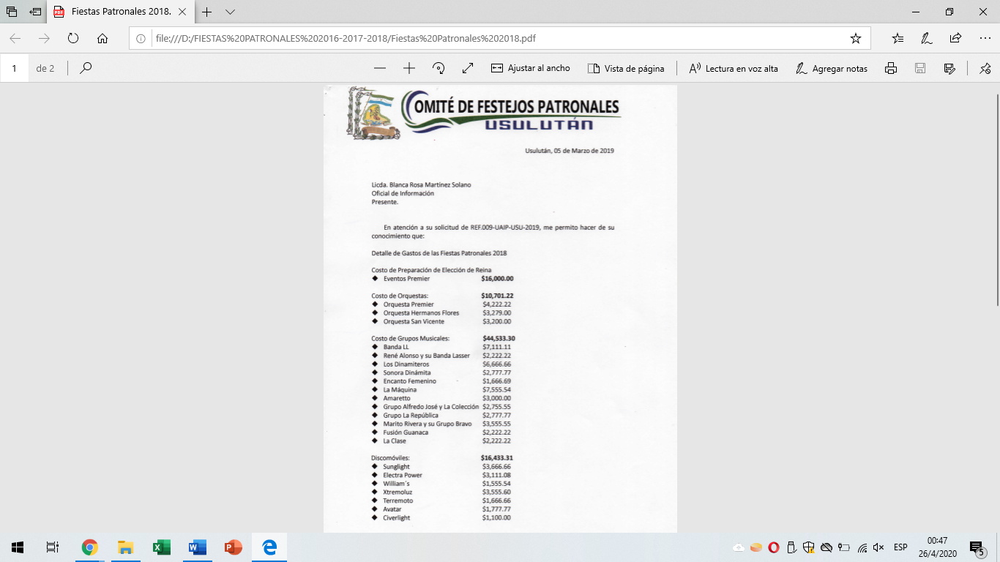 Fiestas Patronales 2018.
file:///D:/FIESTAS%20PATRONALES%202016-2017-2018/Fiestas%20Patronales%202018.pdf
1 de 2 Ajustar al ancho Vista de página Lectura en voz alta Agregar notas
COMITÉ DE FESTEJOS PATRONALES
USULUTÁN
Usulután, 05 de Marzo de 2019
Licda. Blanca Rosa Martínez Solano
Oficial de Información
Presente.
En atención a su solicitud de REF.009-UAIP-USU-2019, me permito hacer de su
conocimiento que:
Detalle de Gastos de las Fiestas Patronales 2018
Costo de Preparación de Elección de Reina
◆ Eventos Premier $16,000.00
Costo de Orquestas: $10,701.22
◆ Orquesta Premier $4,222.22
◆ Orquesta Hermanos Flores $3,279.00
◆ Orquesta San Vicente $3,200.00
Costo de Grupos Musicales: $44,533.30
◆ Banda LL $7,111.11
◆ René Alonso y su Banda Lasser $2,222.22
◆ Los Dinamiteros $6,666.66
◆ Sonora Dinámita $2,777.77
◆ Encanto Femenino $1,666.69
◆ La Máquina $7,555.54
◆ Amaretto $3,000.00
◆ Grupo Alfredo José y La Colección $2,755.55
◆ Grupo La República $2,777.77
◆ Marito Rivera y su Grupo Bravo $3,555.55
◆ Fusión Guanaca $2,222.22
◆ La Clase $2,222.22
Discomóviles: $16,433.31
◆ Sunglight $3,666.66
◆ Electra Power $3,111.08
◆ William´s $1,555.54
◆ Xtremoluz $3,555.60
◆ Terremoto $1,666.66
◆ Avatar $1,777.77
◆ Civerlight $1,100.00
ESP
00:47
26/4/2020
5